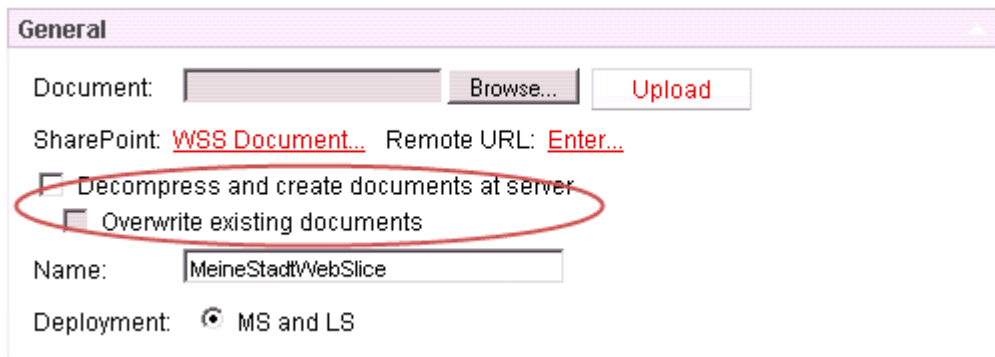 General
Document: Browse... Upload
SharePoint: WSS Document... Remote URL: Enter...
Decompress and create documents at server
Overwrite existing documents
Name: MeineStadtWebSlice
Deployment: MS and LS